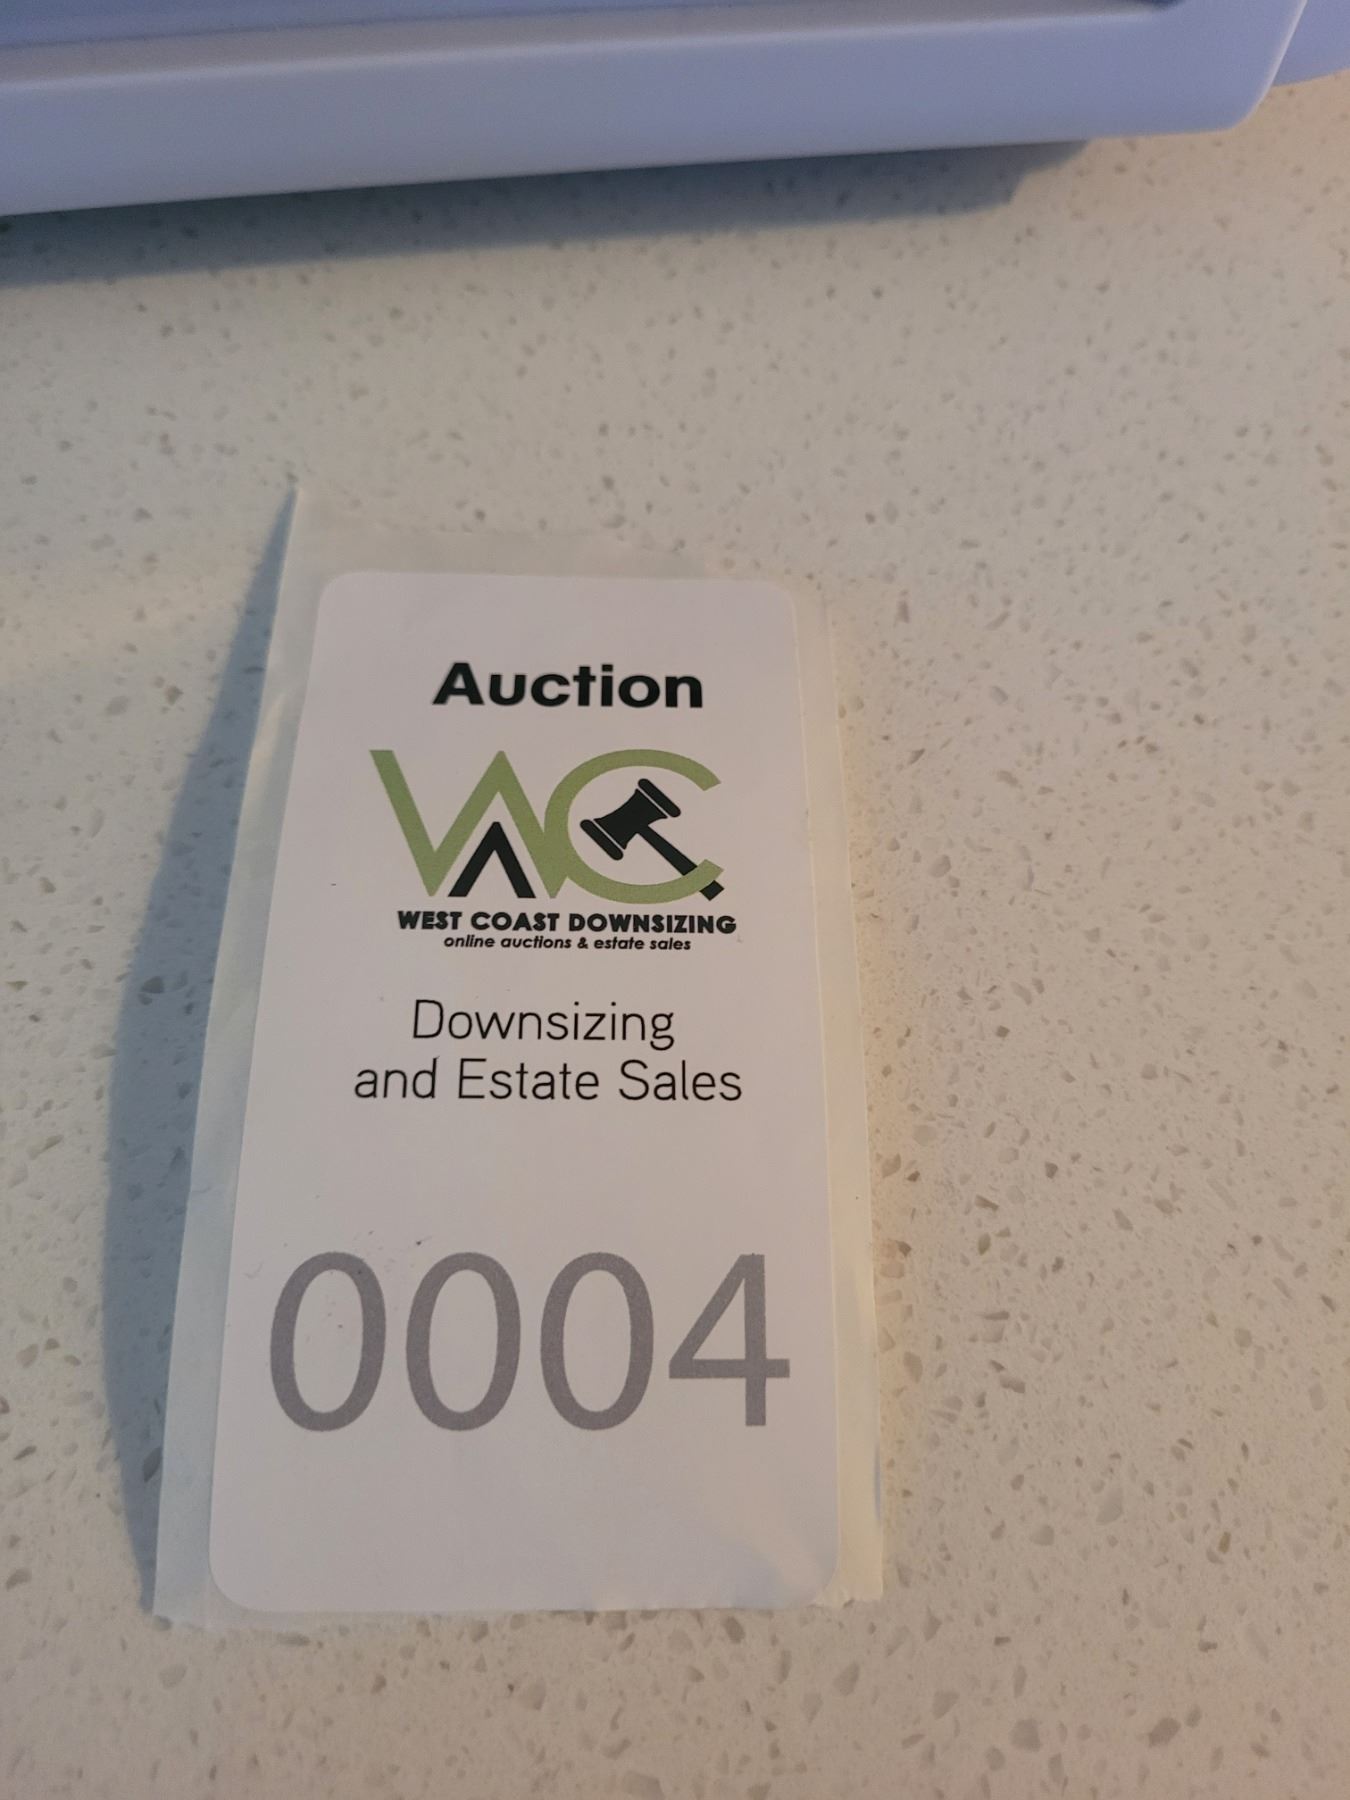 Auction
WC
WEST COAST DOWNSIZING
online auctions & estate sales
Downsizing
and Estate Sales
0004